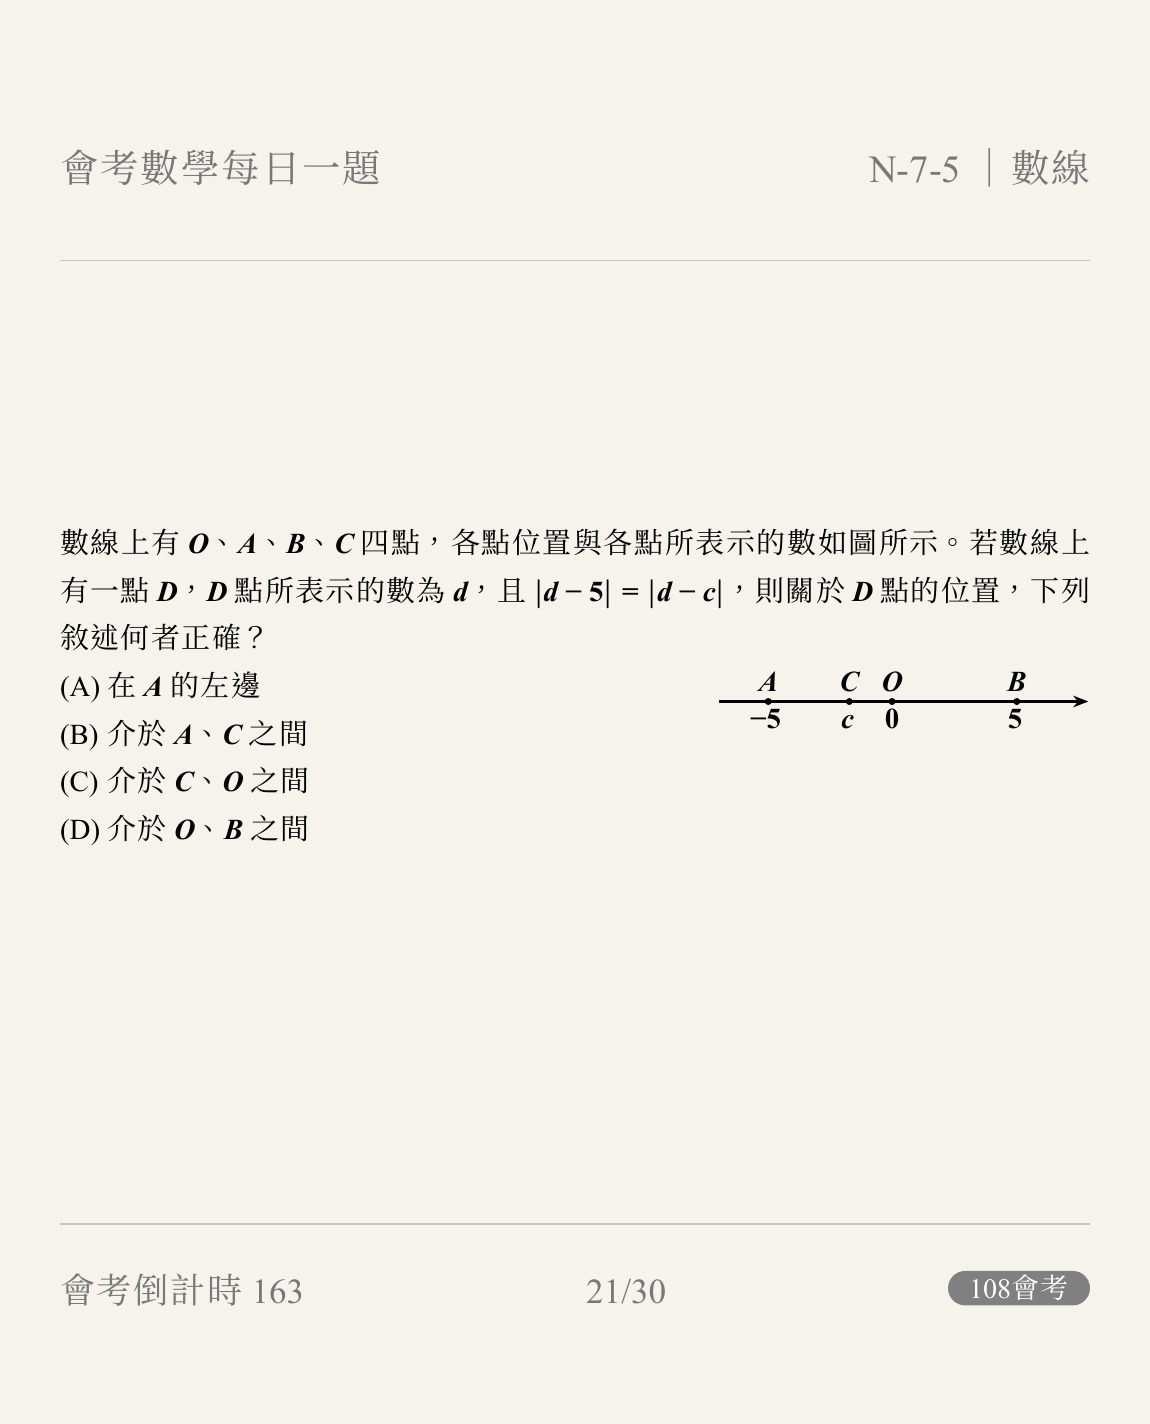 會考數學每日一題
N-7-5 | 數線
數線上有 O、A、B、C 四點，各點位置與各點所表示的數如圖所示。若數線上
有一點 D，D 點所表示的數為 d，且 |d − 5| = |d − c|，則關於 D 點的位置，下列
敘述何者正確？
(A) 在 A 的左邊
(B) 介於 A、C 之間
(C) 介於 C、O 之間
(D) 介於 O、B 之間
A C O B
−5 c 0 5
會考倒計時 163
21/30
108會考